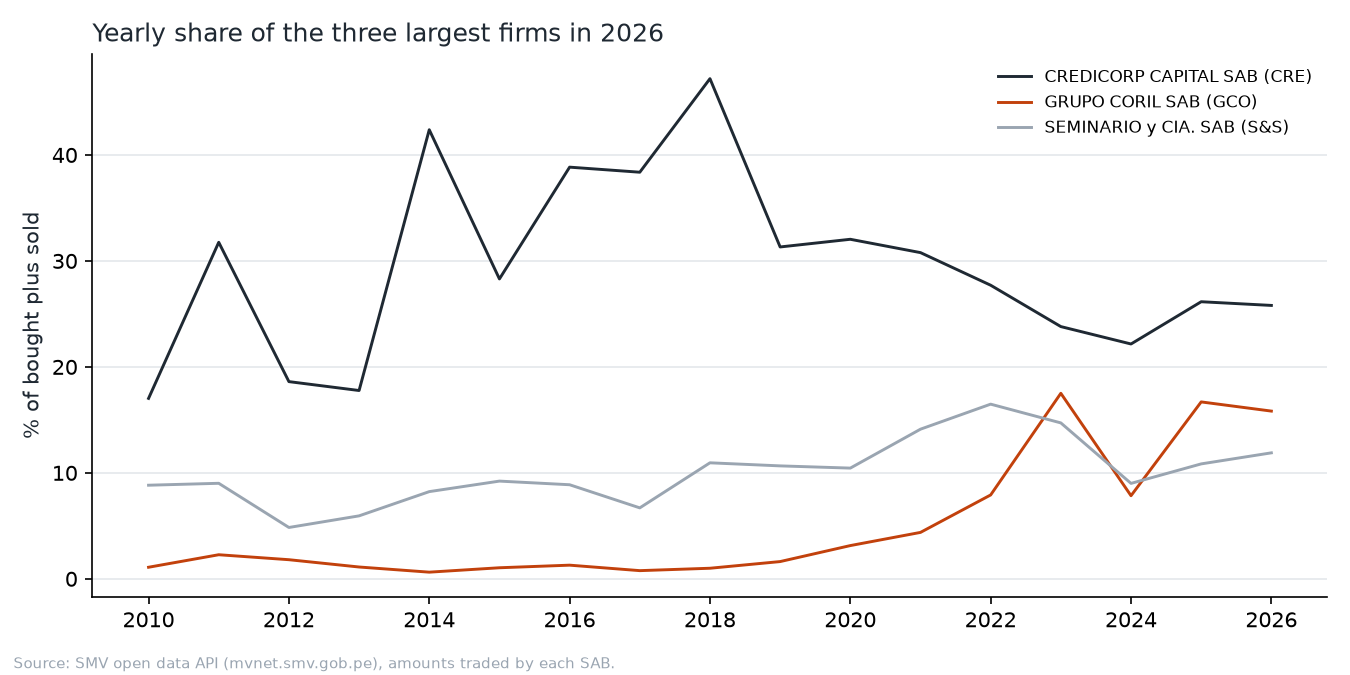 Yearly share of the three largest firms in 2026
CREDICORP CAPITAL SAB (CRE)
GRUPO CORIL SAB (GCO)
SEMINARIO y CIA. SAB (S&S)
% of bought plus sold
40
30
20
10
0
2010 2012 2014 2016 2018 2020 2022 2024 2026
Source: SMV open data API (mvnet.smv.gob.pe), amounts traded by each SAB.